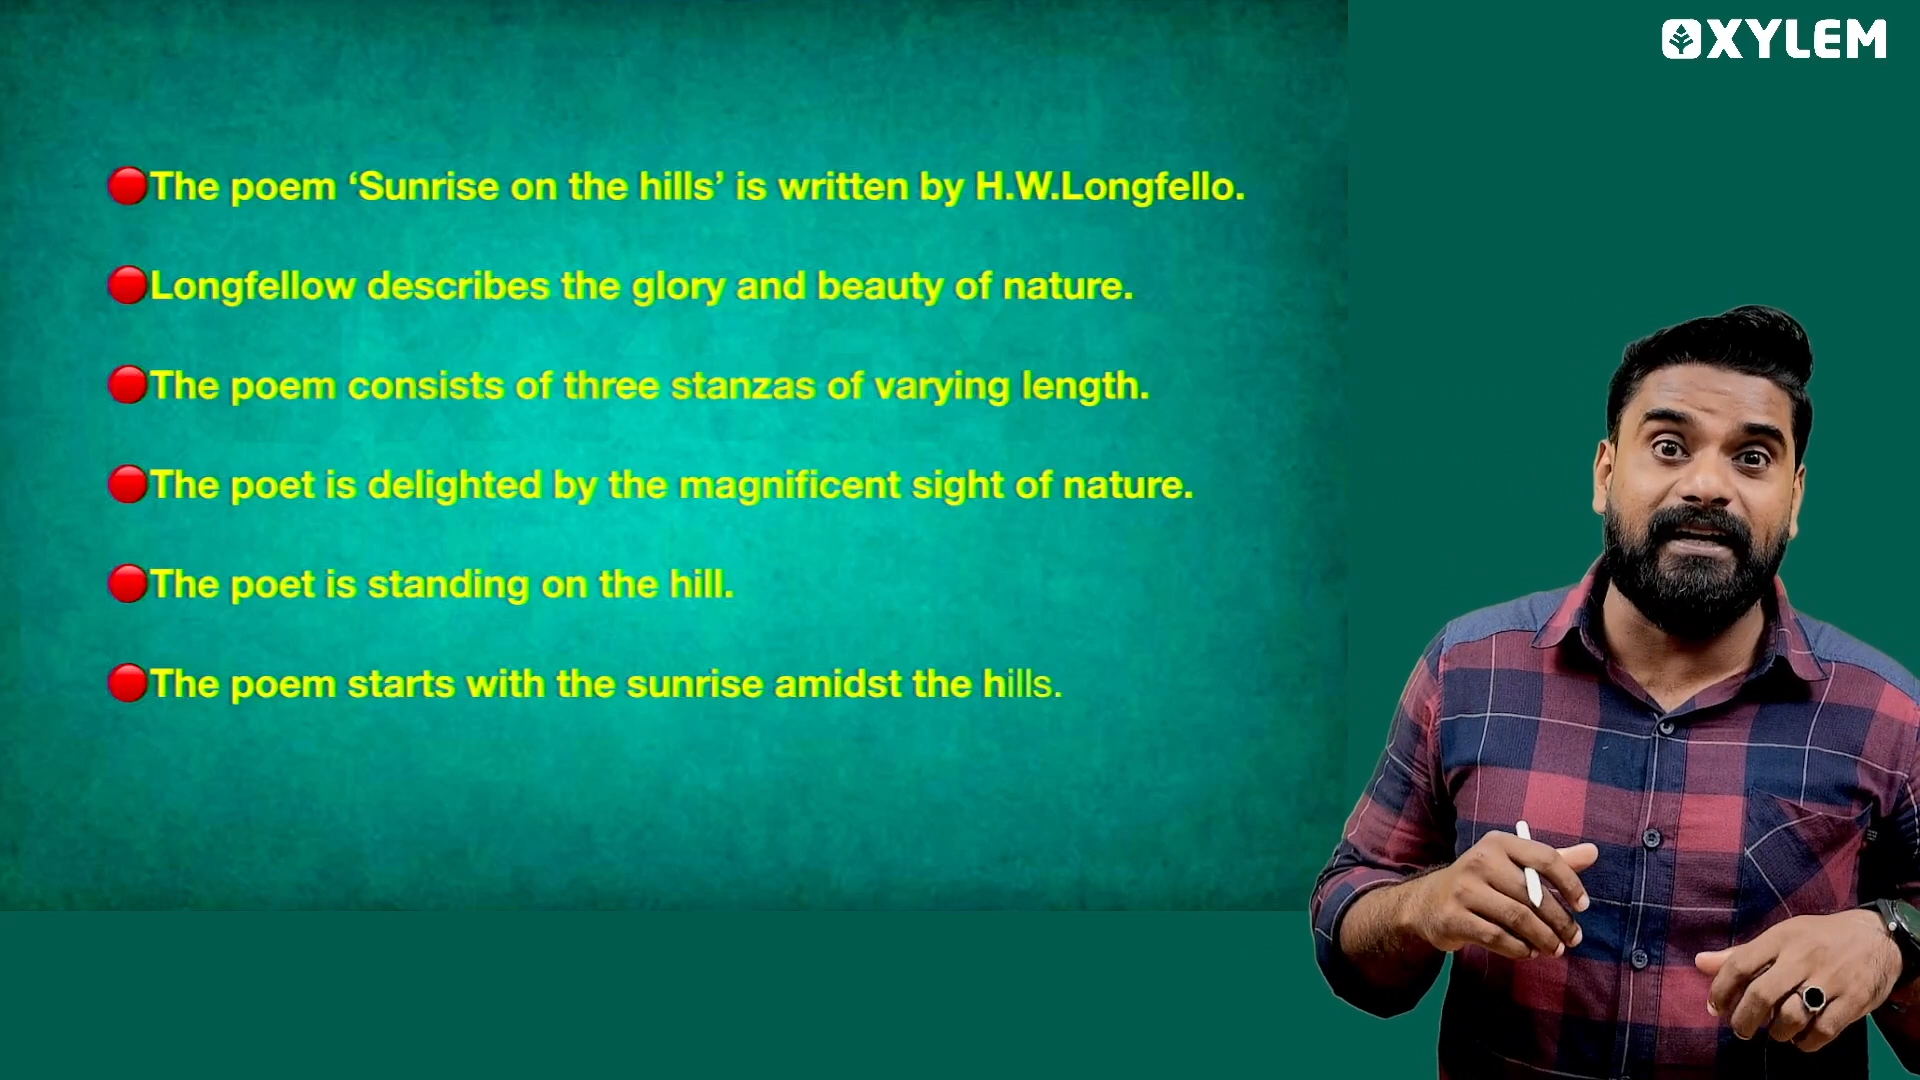 XYLEM
The poem ‘Sunrise on the hills’ is written by H.W.Longfello.
Longfellow describes the glory and beauty of nature.
The poem consists of three stanzas of varying length.
The poet is delighted by the magnificent sight of nature.
The poet is standing on the hill.
The poem starts with the sunrise amidst the hills.